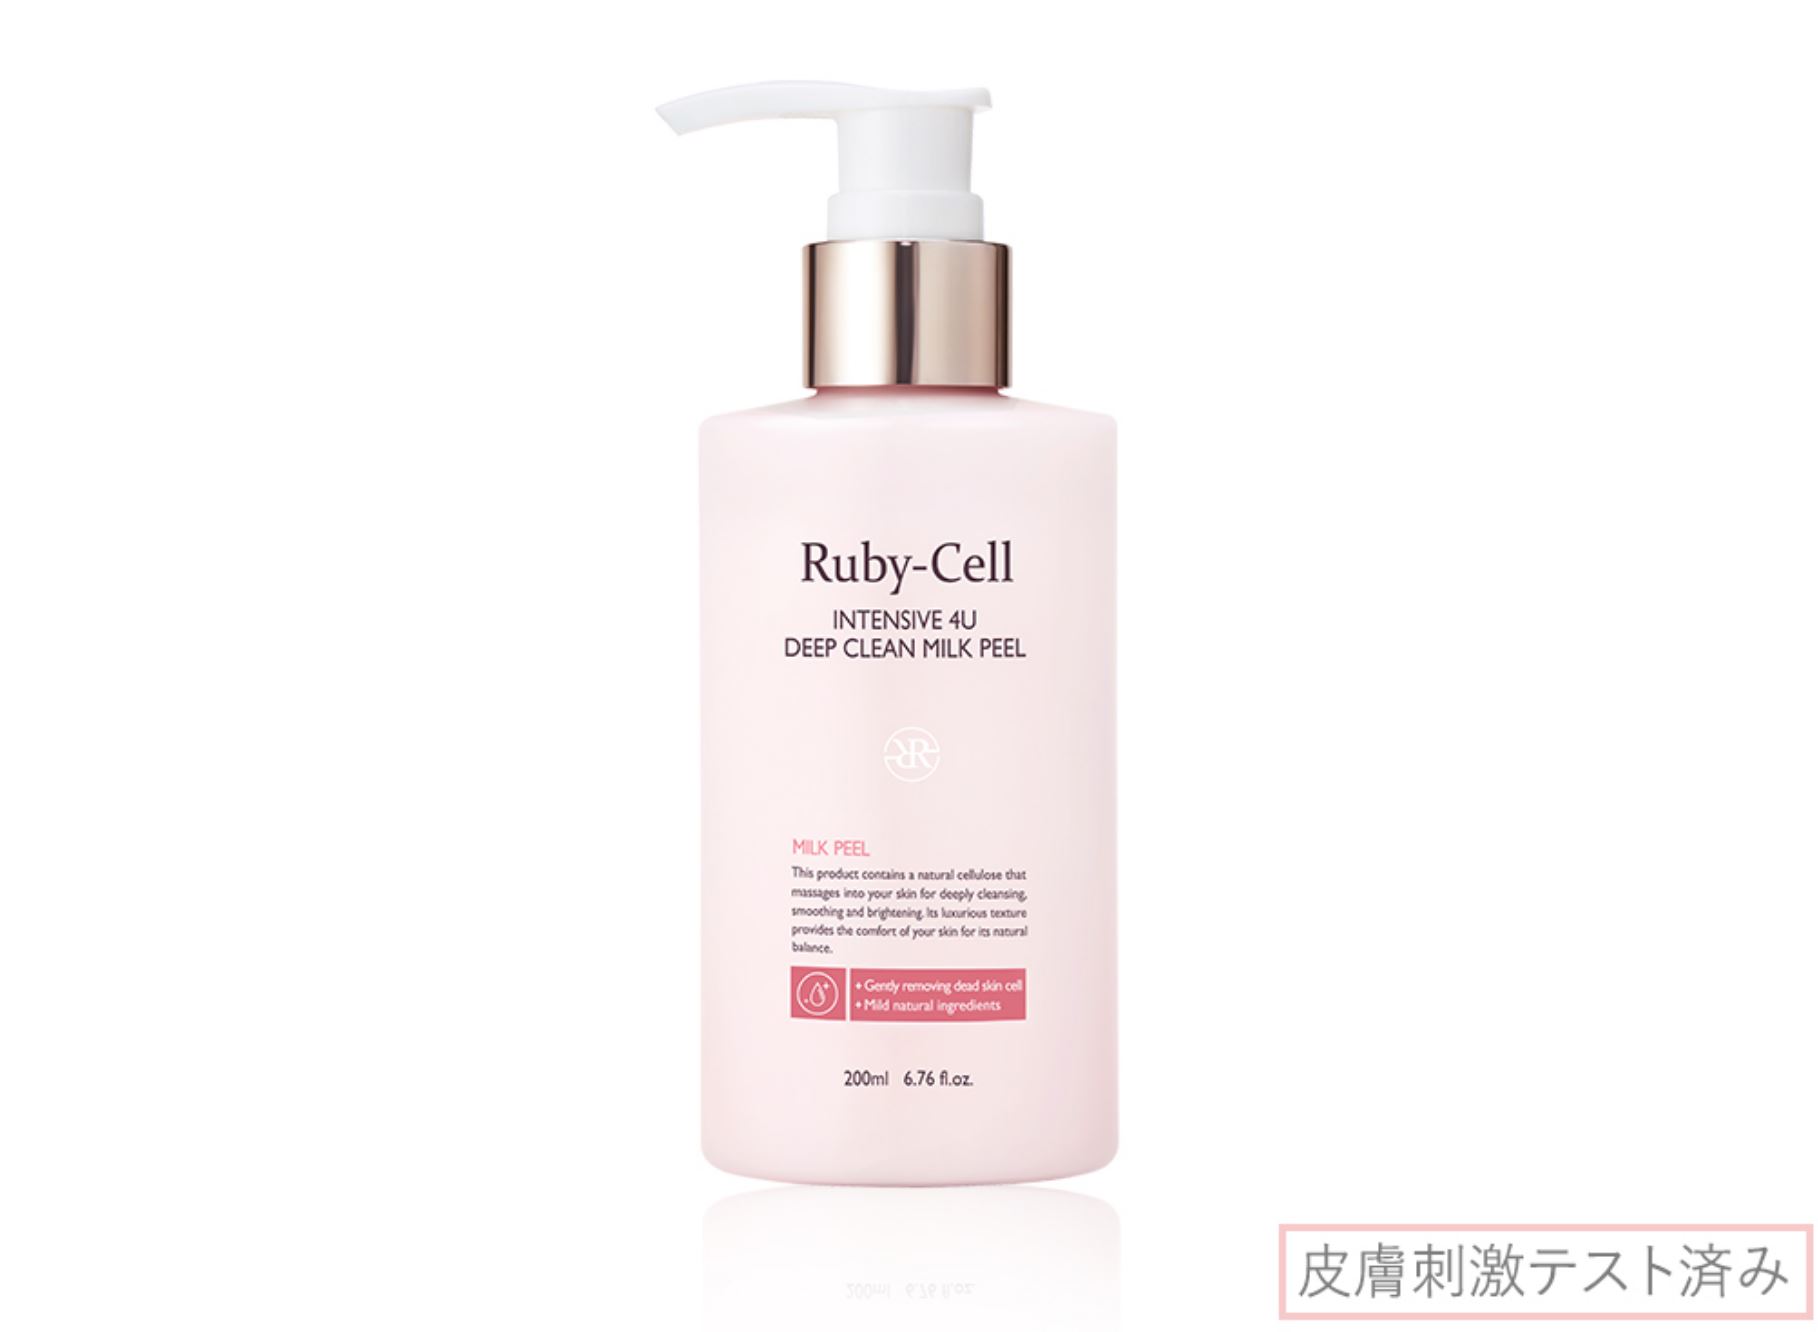 Ruby-Cell
INTENSIVE 4U
DEEP CLEAN MILK PEEL
MILK PEEL
This product contains a natural cellulose that
massages into your skin for deeply cleansing,
smoothing and brightening. Its luxurious texture
provides the comfort of your skin for its natural
balance.
+ Gently removing dead skin cell
+ Mild natural ingredients
200ml 6.76 fl.oz.
皮膚刺激テスト済み